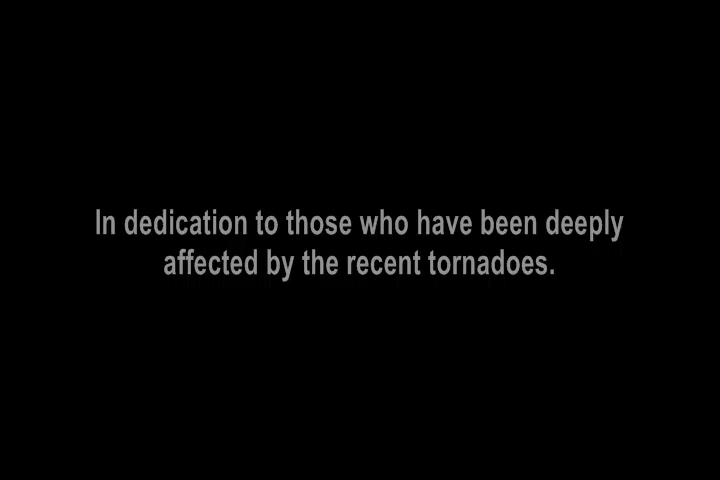 In dedication to those who have been deeply
affected by the recent tornadoes.